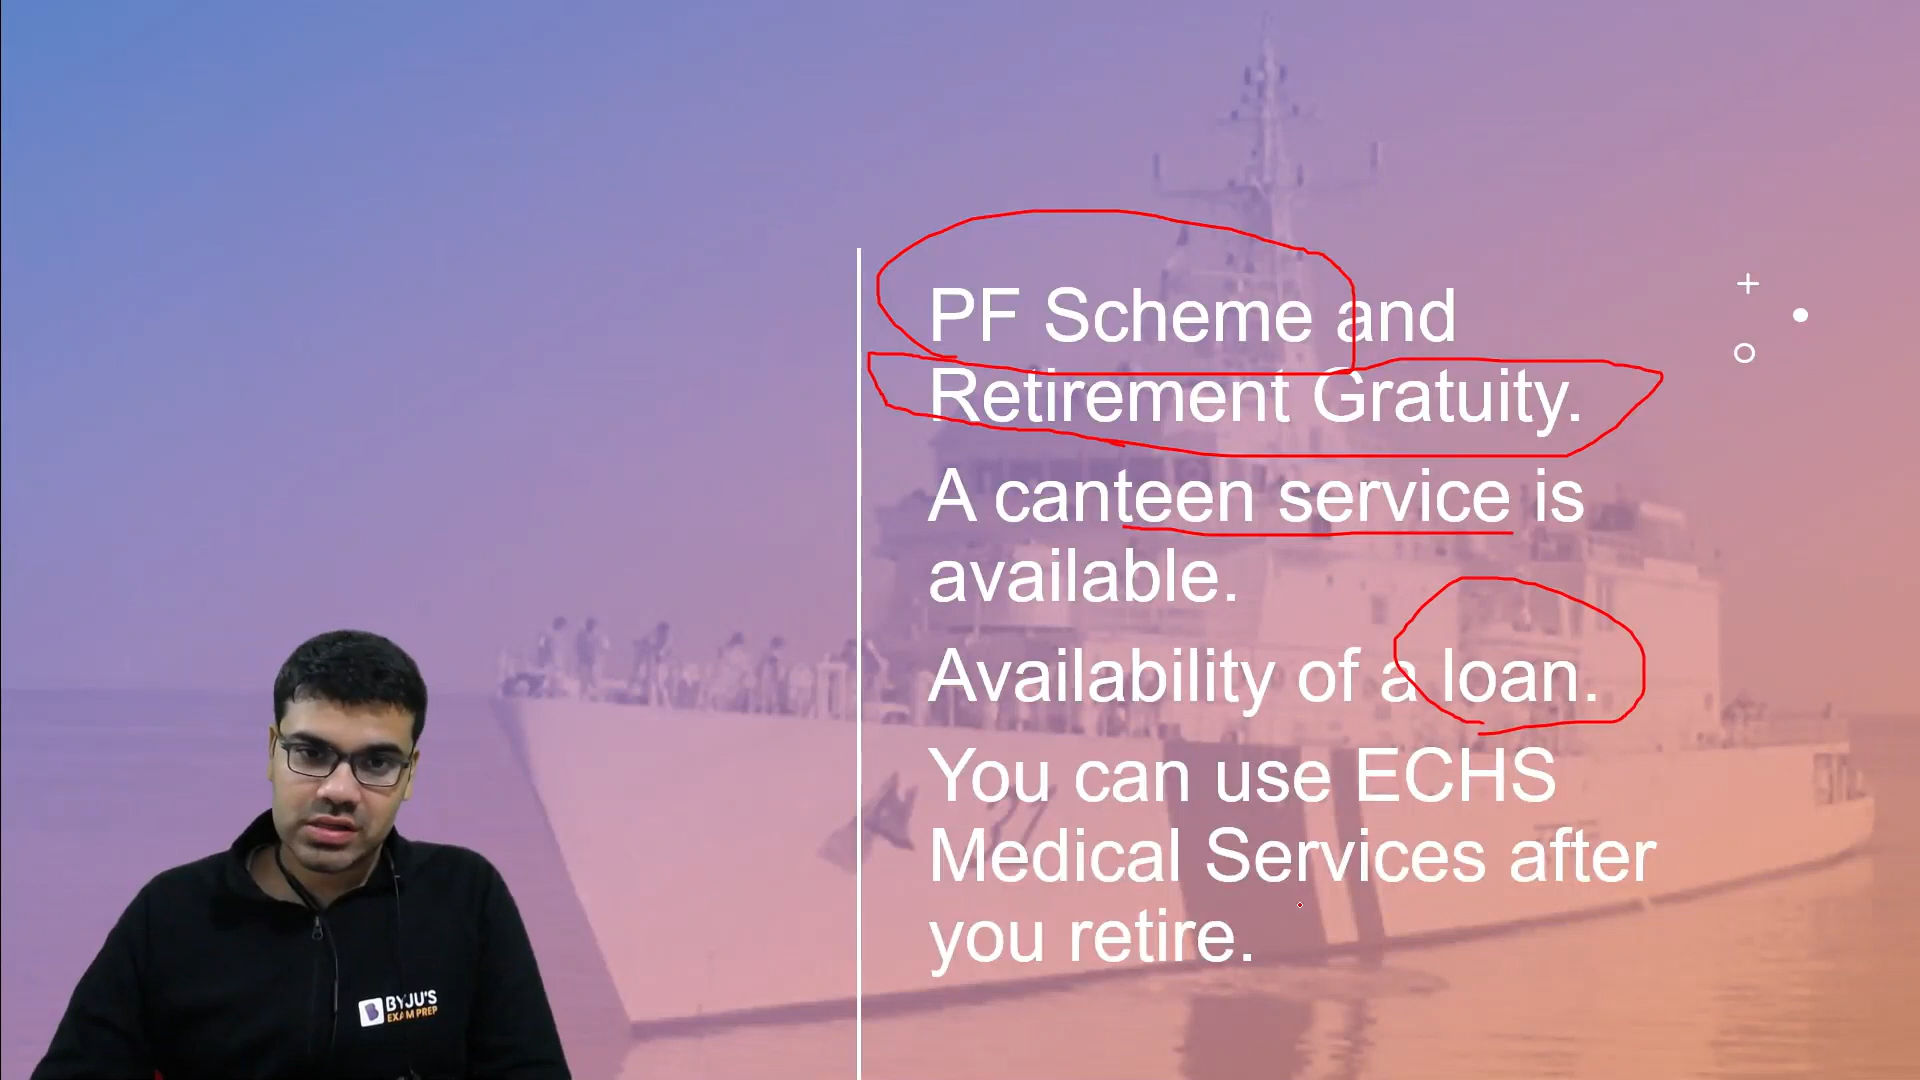 PF Scheme and
Retirement Gratuity.
A canteen service is
available.
Availability of a loan.
You can use ECHS
Medical Services after
you retire.
BYJU'S
EXAM PREP